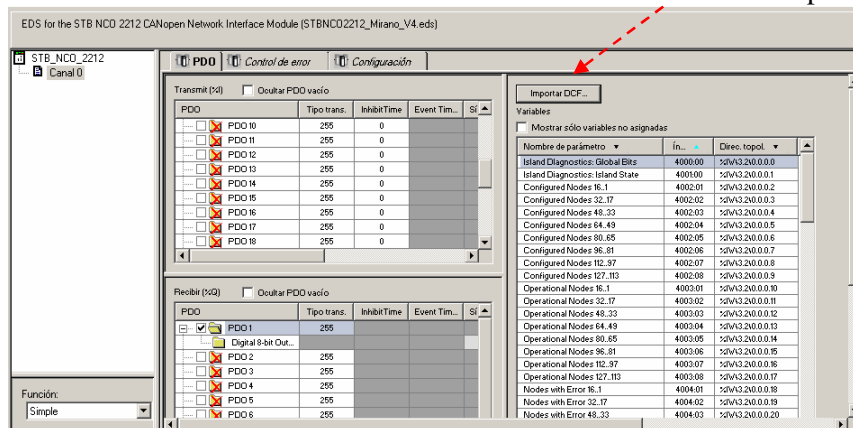 EDS for the STB NCO 2212 CANopen Network Interface Module (STBNCO2212_Mirano_V4.eds)
STB_NCO_2212
Canal 0
Función:
Simple
PDO Control de error Configuración
Transmit (%I) Ocultar PDO vacío
PDO Tipo trans. InhibitTime Event Tim...
PDO 10 255 0
PDO 11 255 0
PDO 12 255 0
PDO 13 255 0
PDO 14 255 0
PDO 15 255 0
PDO 16 255 0
PDO 17 255 0
PDO 18 255 0
Recibir (%Q) Ocultar PDO vacío
PDO Tipo trans. InhibitTime Event Tim...
PDO 1 255
Digital 8-bit Out...
PDO 2 255
PDO 3 255
PDO 4 255
PDO 5 255
PDO 6 255
Importar DCF...
Variables
Mostrar sólo variables no asignadas
Nombre de parámetro Ín... Direc. topol.
Island Diagnostics: Global Bits 4000:00 %IW\3.2\0.0.0.0
Island Diagnostics: Island State 4001:00 %IW\3.2\0.0.0.1
Configured Nodes 16..1 4002:01 %IW\3.2\0.0.0.2
Configured Nodes 32..17 4002:02 %IW\3.2\0.0.0.3
Configured Nodes 48..33 4002:03 %IW\3.2\0.0.0.4
Configured Nodes 64..49 4002:04 %IW\3.2\0.0.0.5
Configured Nodes 80..65 4002:05 %IW\3.2\0.0.0.6
Configured Nodes 96..81 4002:06 %IW\3.2\0.0.0.7
Configured Nodes 112..97 4002:07 %IW\3.2\0.0.0.8
Configured Nodes 127..113 4002:08 %IW\3.2\0.0.0.9
Operational Nodes 16..1 4003:01 %IW\3.2\0.0.0.10
Operational Nodes 32..17 4003:02 %IW\3.2\0.0.0.11
Operational Nodes 48..33 4003:03 %IW\3.2\0.0.0.12
Operational Nodes 64..49 4003:04 %IW\3.2\0.0.0.13
Operational Nodes 80..65 4003:05 %IW\3.2\0.0.0.14
Operational Nodes 96..81 4003:06 %IW\3.2\0.0.0.15
Operational Nodes 112..97 4003:07 %IW\3.2\0.0.0.16
Operational Nodes 127..113 4003:08 %IW\3.2\0.0.0.17
Nodes with Error 16..1 4004:01 %IW\3.2\0.0.0.18
Nodes with Error 32..17 4004:02 %IW\3.2\0.0.0.19
Nodes with Error 48..33 4004:03 %IW\3.2\0.0.0.20